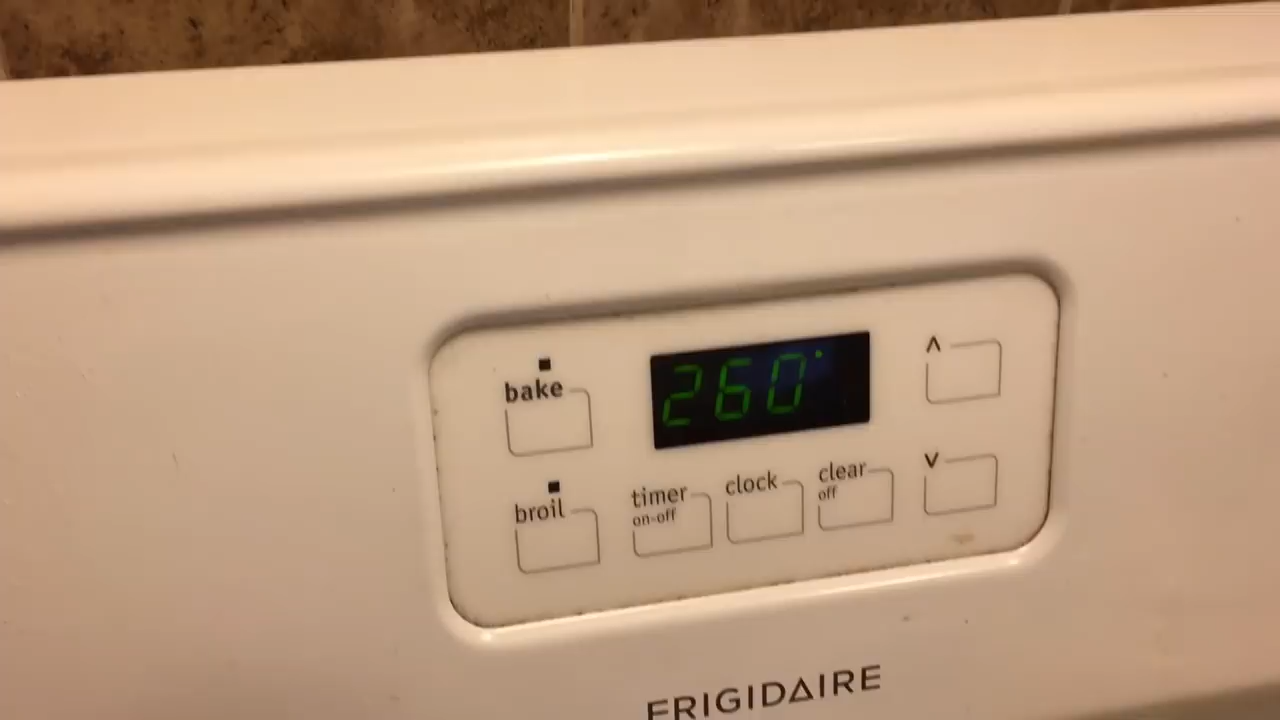 bake
260°
^
broil
timer
on-off
clock
clear
off
v
FRIGIDAIRE